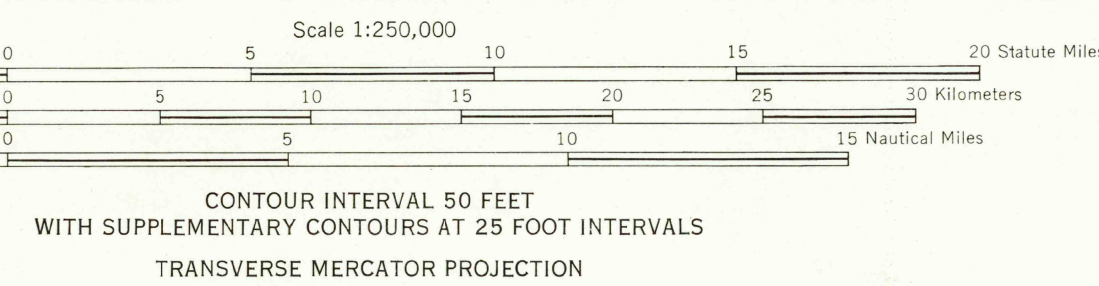 Scale 1:250,000
0 5 10 15 20 Statute Miles
0 5 10 15 20 25 30 Kilometers
0 5 10 15 Nautical Miles
CONTOUR INTERVAL 50 FEET
WITH SUPPLEMENTARY CONTOURS AT 25 FOOT INTERVALS
TRANSVERSE MERCATOR PROJECTION